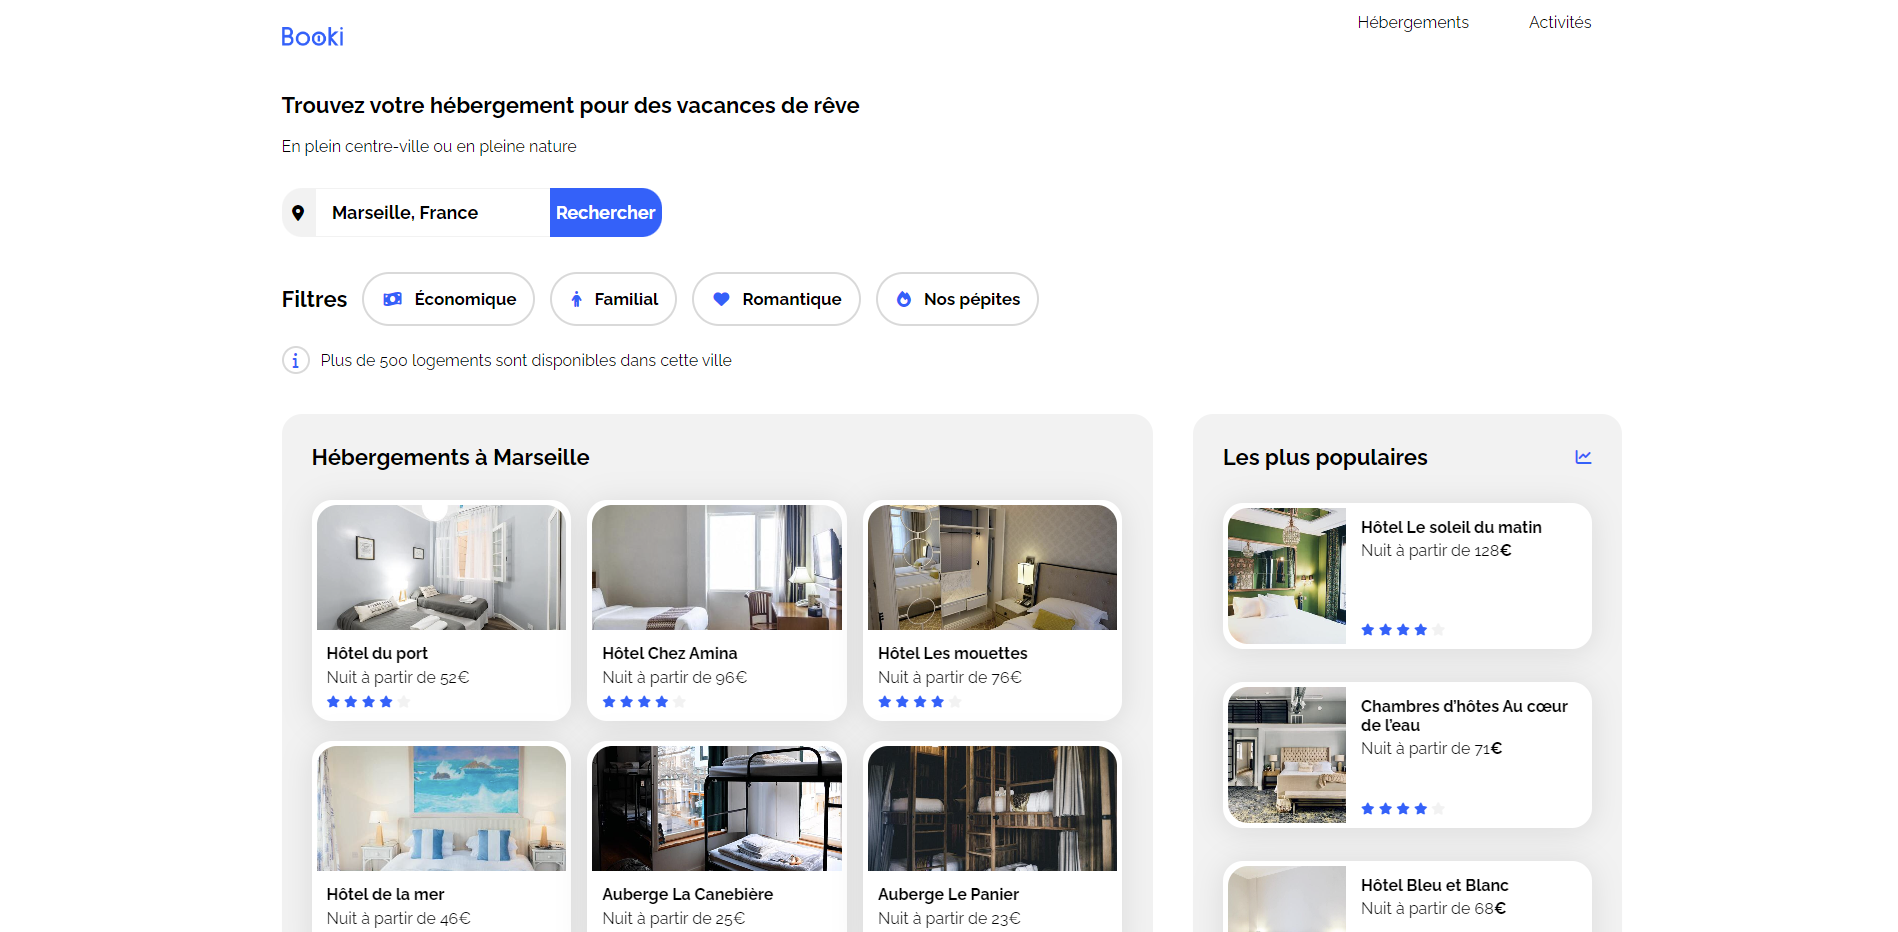 Booki
Hébergements
Activités
Trouvez votre hébergement pour des vacances de rêve
En plein centre-ville ou en pleine nature
Marseille, France
Rechercher
Filtres
Économique
Familial
Romantique
Nos pépites
Plus de 500 logements sont disponibles dans cette ville
Hébergements à Marseille
Hôtel du port
Nuit à partir de 52€
Hôtel Chez Amina
Nuit à partir de 96€
Hôtel Les mouettes
Nuit à partir de 76€
Hôtel de la mer
Nuit à partir de 46€
Auberge La Canebière
Nuit à partir de 25€
Auberge Le Panier
Nuit à partir de 23€
Les plus populaires
Hôtel Le soleil du matin
Nuit à partir de 128€
Chambres d’hôtes Au cœur
de l’eau
Nuit à partir de 71€
Hôtel Bleu et Blanc
Nuit à partir de 68€